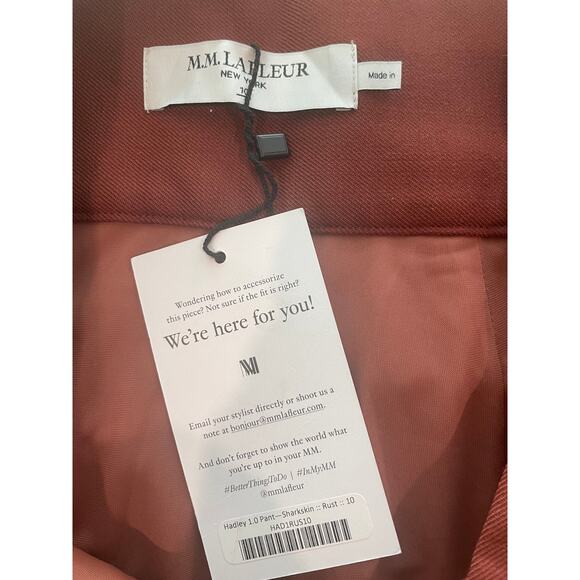 M.M.LAFLEUR
NEW YORK
10
Made in
Wondering how to accessorize
this piece? Not sure if the fit is right?
We're here for you!
MM
Email your stylist directly or shoot us a
note at bonjour@mmlafleur.com.
And don't forget to show the world what
you're up to in your MM.
#BetterThingsToDo | #InMyMM
@mmlafleur
Hadley 1.0 Pant—Sharkskin :: Rust :: 10
HAD1RUS10